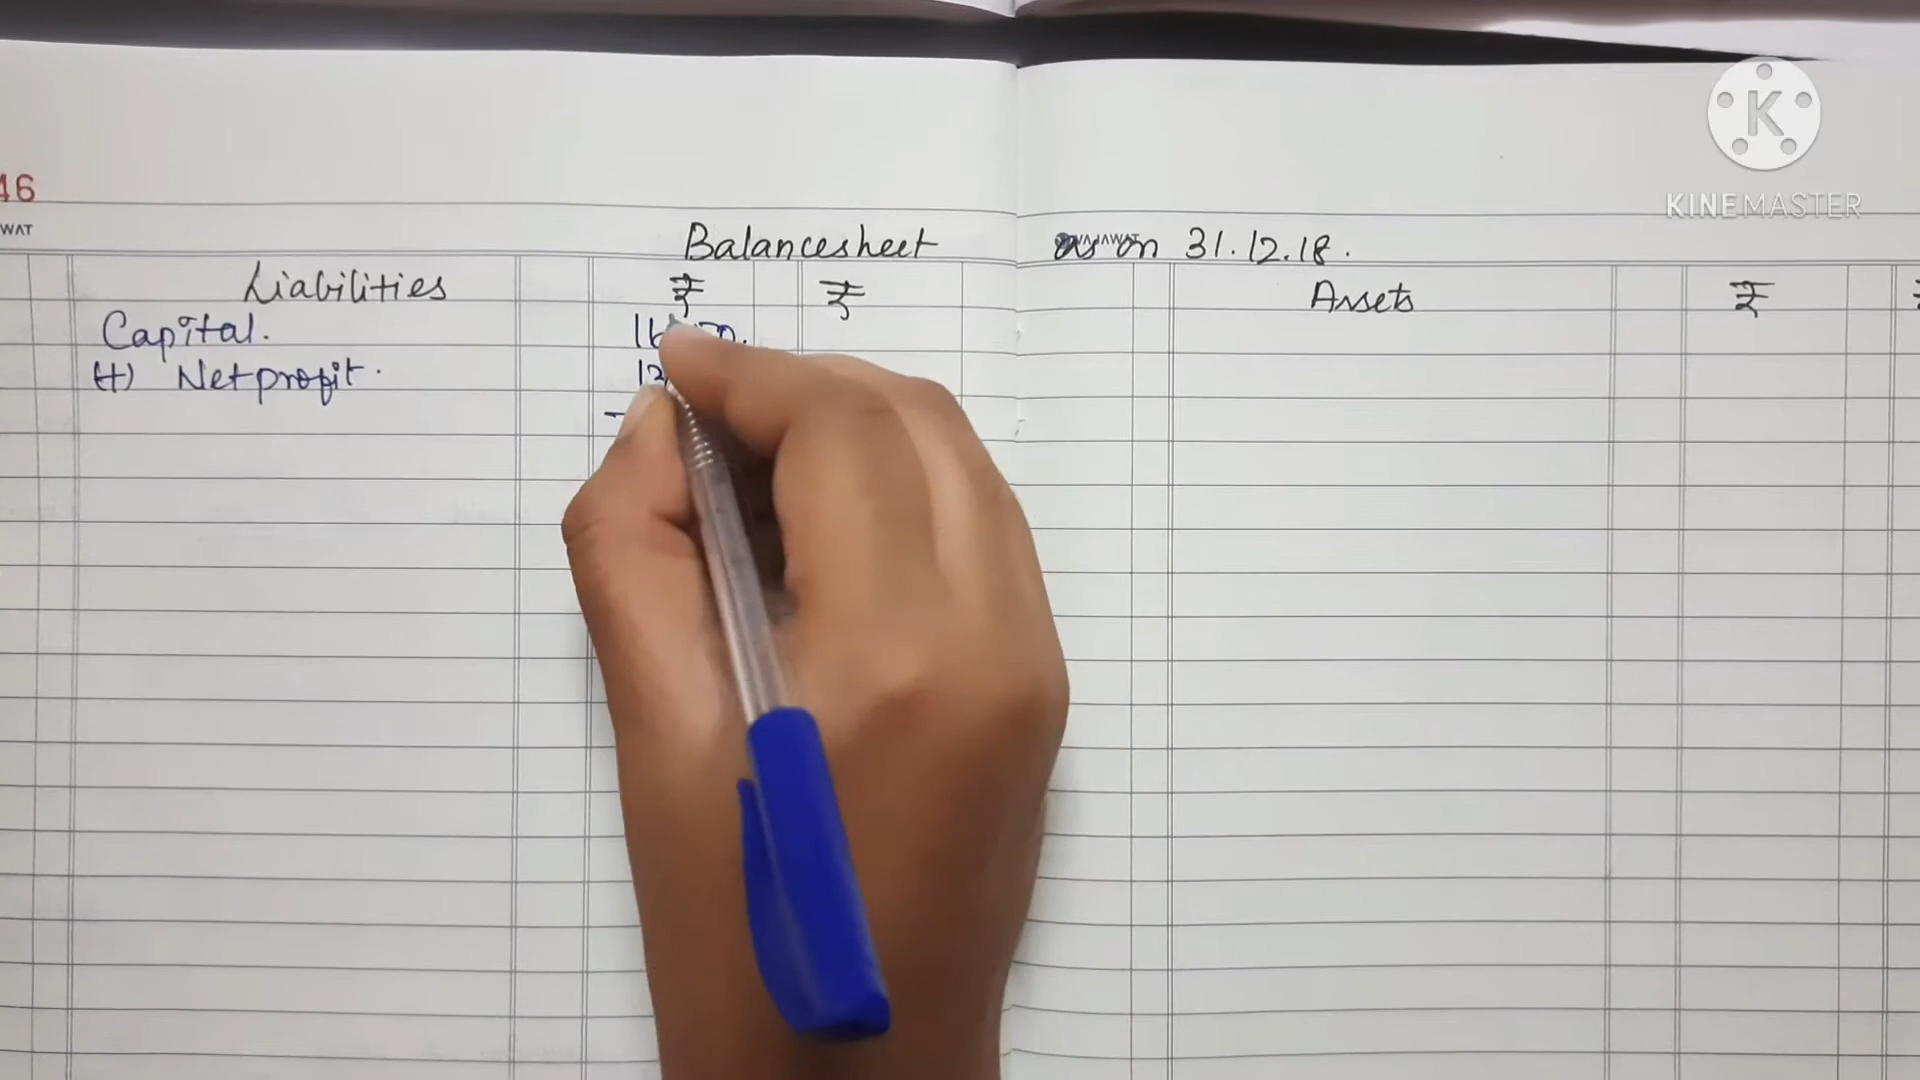 K
KINEMASTER
46
WAT
Balancesheet as on 31.12.18.
Liabilities ₹ ₹ Assets ₹
Capital.
(+) Netprofit.